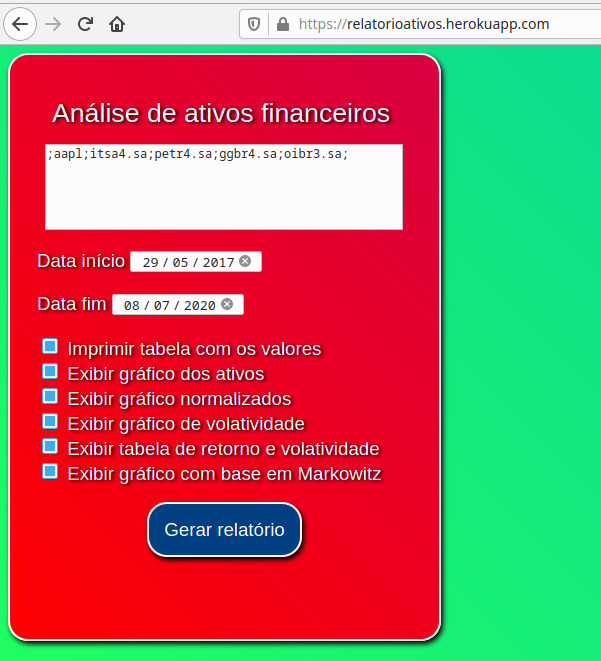 https://relatorioativos.herokuapp.com
Análise de ativos financeiros
;aapl;itsa4.sa;petr4.sa;ggbr4.sa;oibr3.sa;
Data início 29 / 05 / 2017
Data fim 08 / 07 / 2020
Imprimir tabela com os valores
Exibir gráfico dos ativos
Exibir gráfico normalizados
Exibir gráfico de volatividade
Exibir tabela de retorno e volatividade
Exibir gráfico com base em Markowitz
Gerar relatório